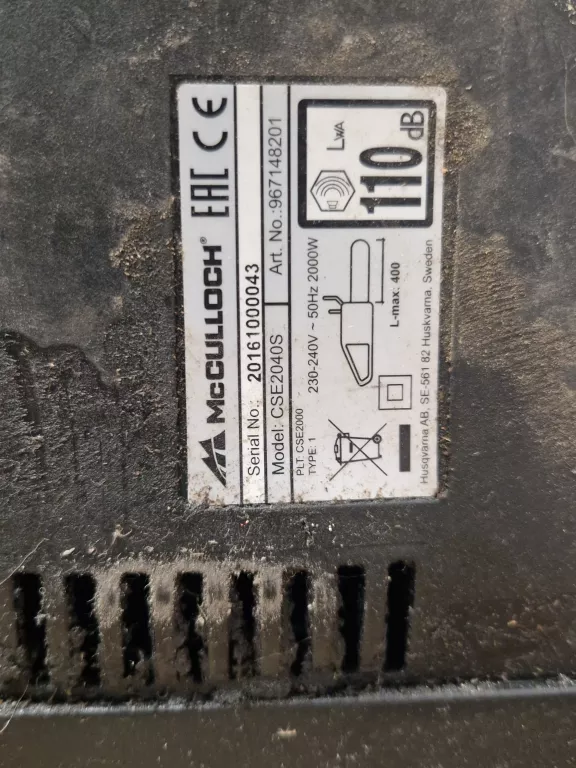 McCULLOCH® EAC CE
Serial No.: 201610000043
Model: CSE2040S Art. No.:967148201
PLT: CSE2000
TYPE: 1
230-240V ~ 50Hz 2000W
L-max: 400
LWA
110 dB
Husqvarna AB, SE-561 82 Huskvarna, Sweden